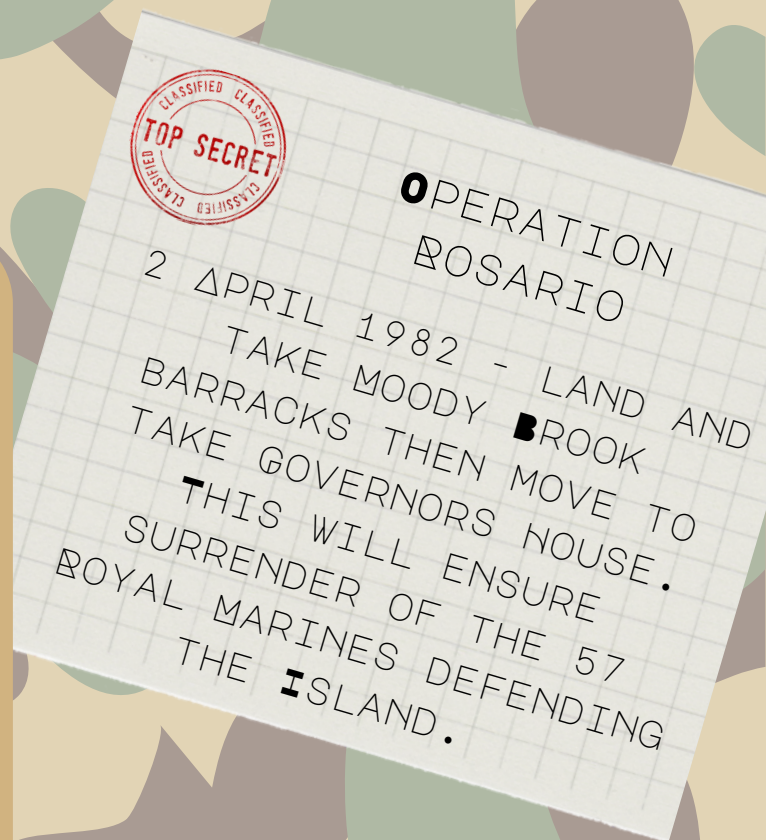 CLASSIFIED CLASSIFIED
TOP SECRET
CLASSIFIED CLASSIFIED CLASSIFIED
OPERATION
ROSARIO
2 APRIL 1982 - LAND AND
TAKE MOODY BROOK
BARRACKS THEN MOVE TO
TAKE GOVERNORS HOUSE.
THIS WILL ENSURE
SURRENDER OF THE 57
ROYAL MARINES DEFENDING
THE ISLAND.